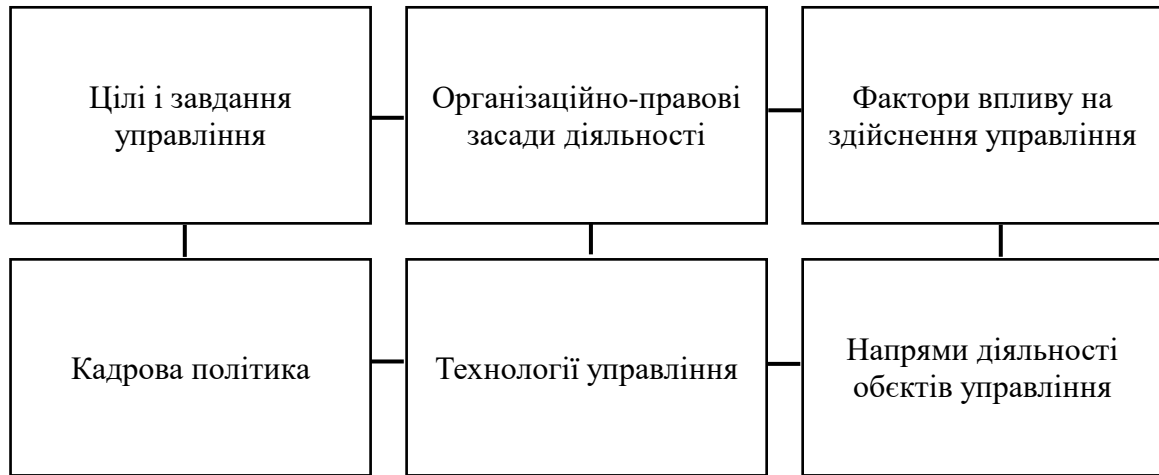 Цілі і завдання
управління
Організаційно-правові
засади діяльності
Фактори впливу на
здійснення управління
Кадрова політика
Технології управління
Напрями діяльності
обєктів управління